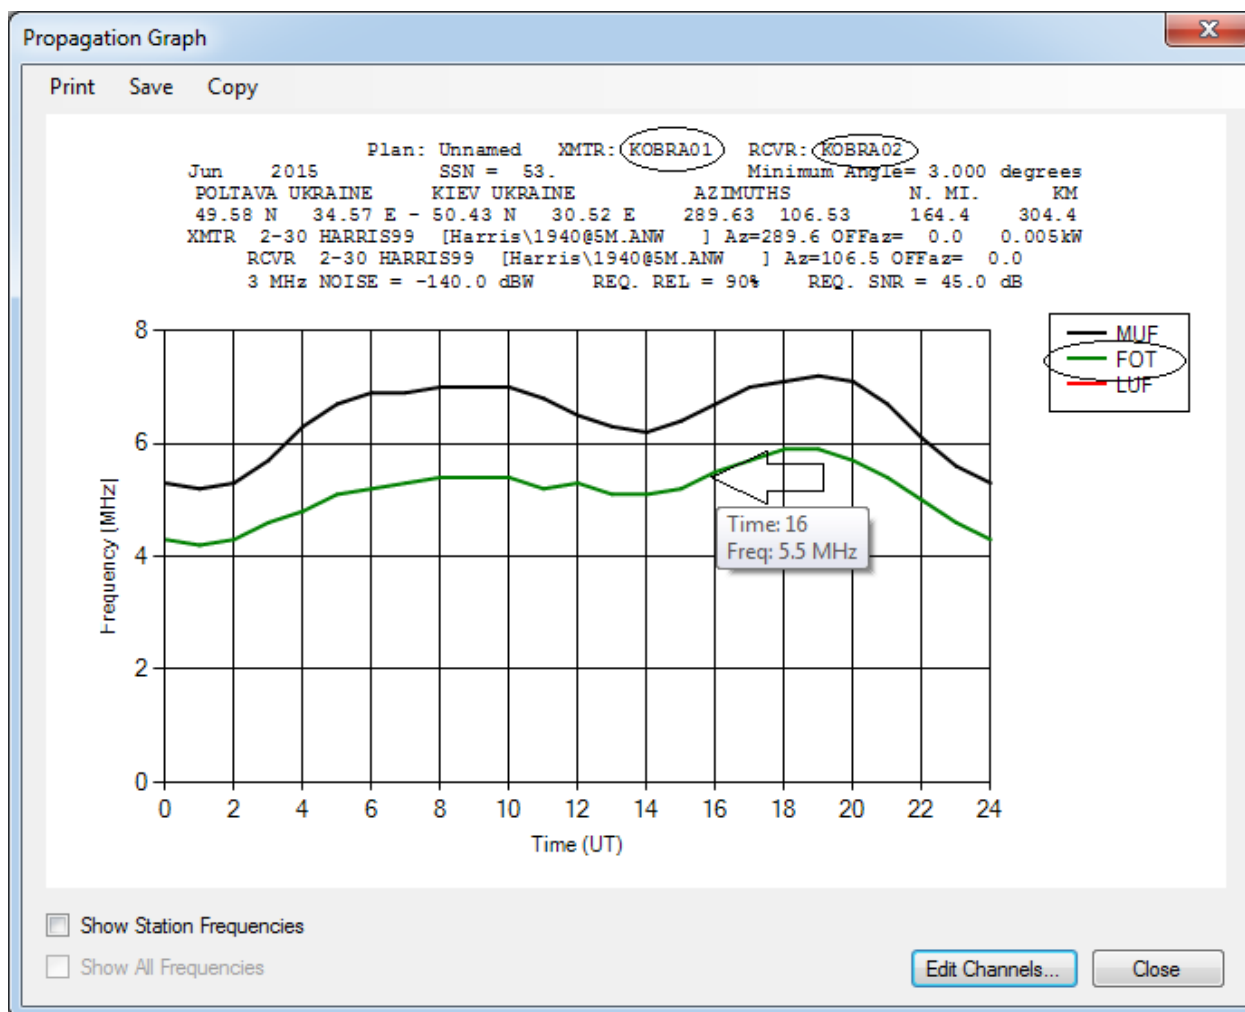 Propagation Graph
Print Save Copy
Plan: Unnamed XMTR: KOBRA01 RCVR: KOBRA02
Jun 2015 SSN = 53. Minimum Angle= 3.000 degrees
POLTAVA UKRAINE KIEV UKRAINE AZIMUTHS N. MI. KM
49.58 N 34.57 E - 50.43 N 30.52 E 289.63 106.53 164.4 304.4
XMTR 2-30 HARRIS99 [Harris\1940@5M.ANW ] Az=289.6 OFFaz= 0.0 0.005kW
RCVR 2-30 HARRIS99 [Harris\1940@5M.ANW ] Az=106.5 OFFaz= 0.0
3 MHz NOISE = -140.0 dBW REQ. REL = 90% REQ. SNR = 45.0 dB
MUF
FOT
LUF
8
6
4
2
0
Frequency (MHz)
Time: 16
Freq: 5.5 MHz
0 2 4 6 8 10 12 14 16 18 20 22 24
Time (UT)
Show Station Frequencies
Show All Frequencies
Edit Channels... Close